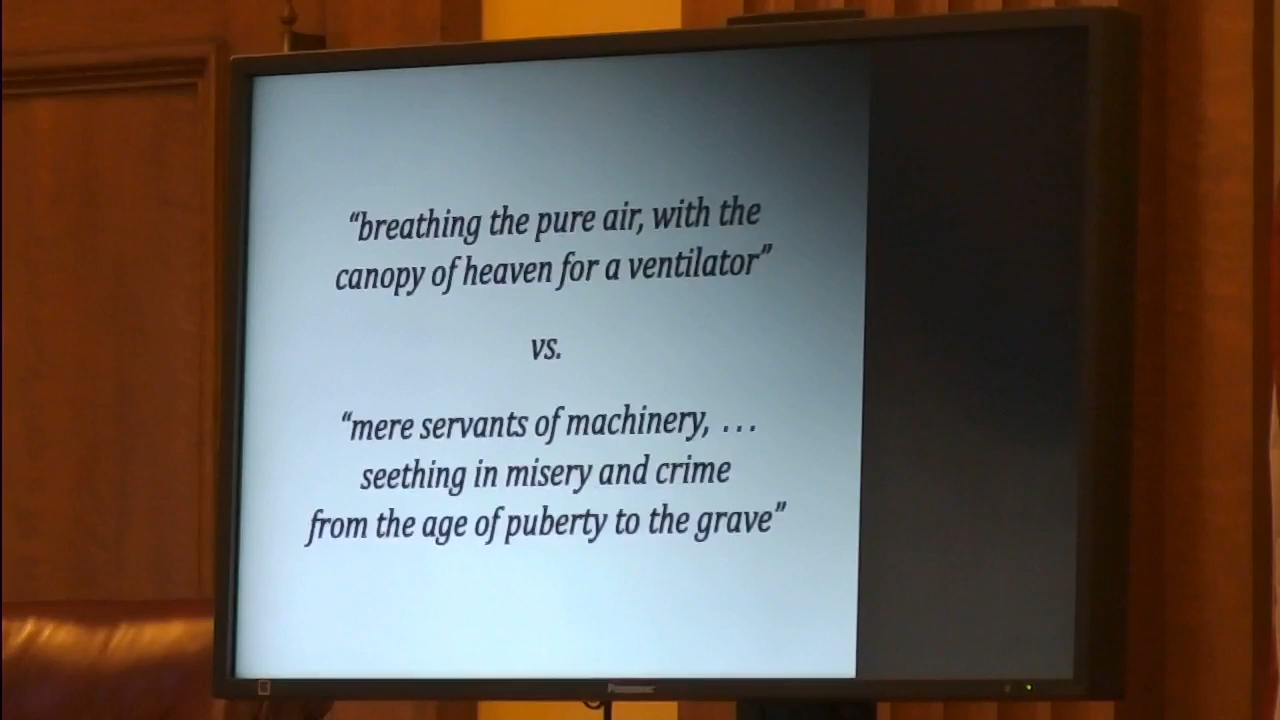 “breathing the pure air, with the
canopy of heaven for a ventilator”
vs.
“mere servants of machinery, . . .
seething in misery and crime
from the age of puberty to the grave”
Panasonic